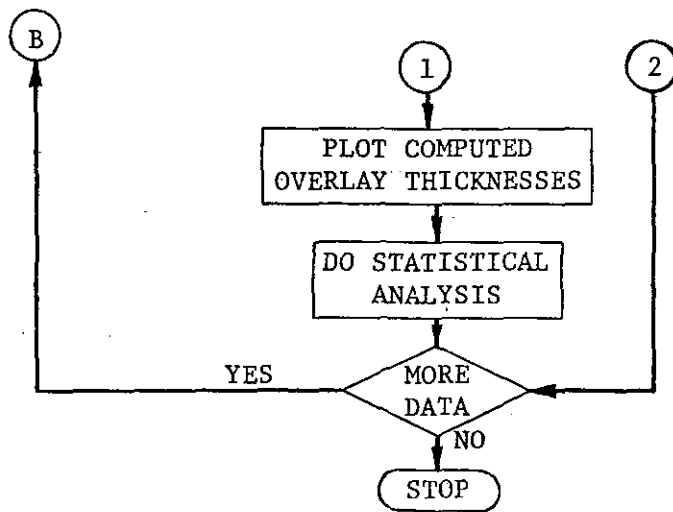 B
1
2
PLOT COMPUTED
OVERLAY THICKNESSES
DO STATISTICAL
ANALYSIS
YES
MORE
DATA
NO
STOP